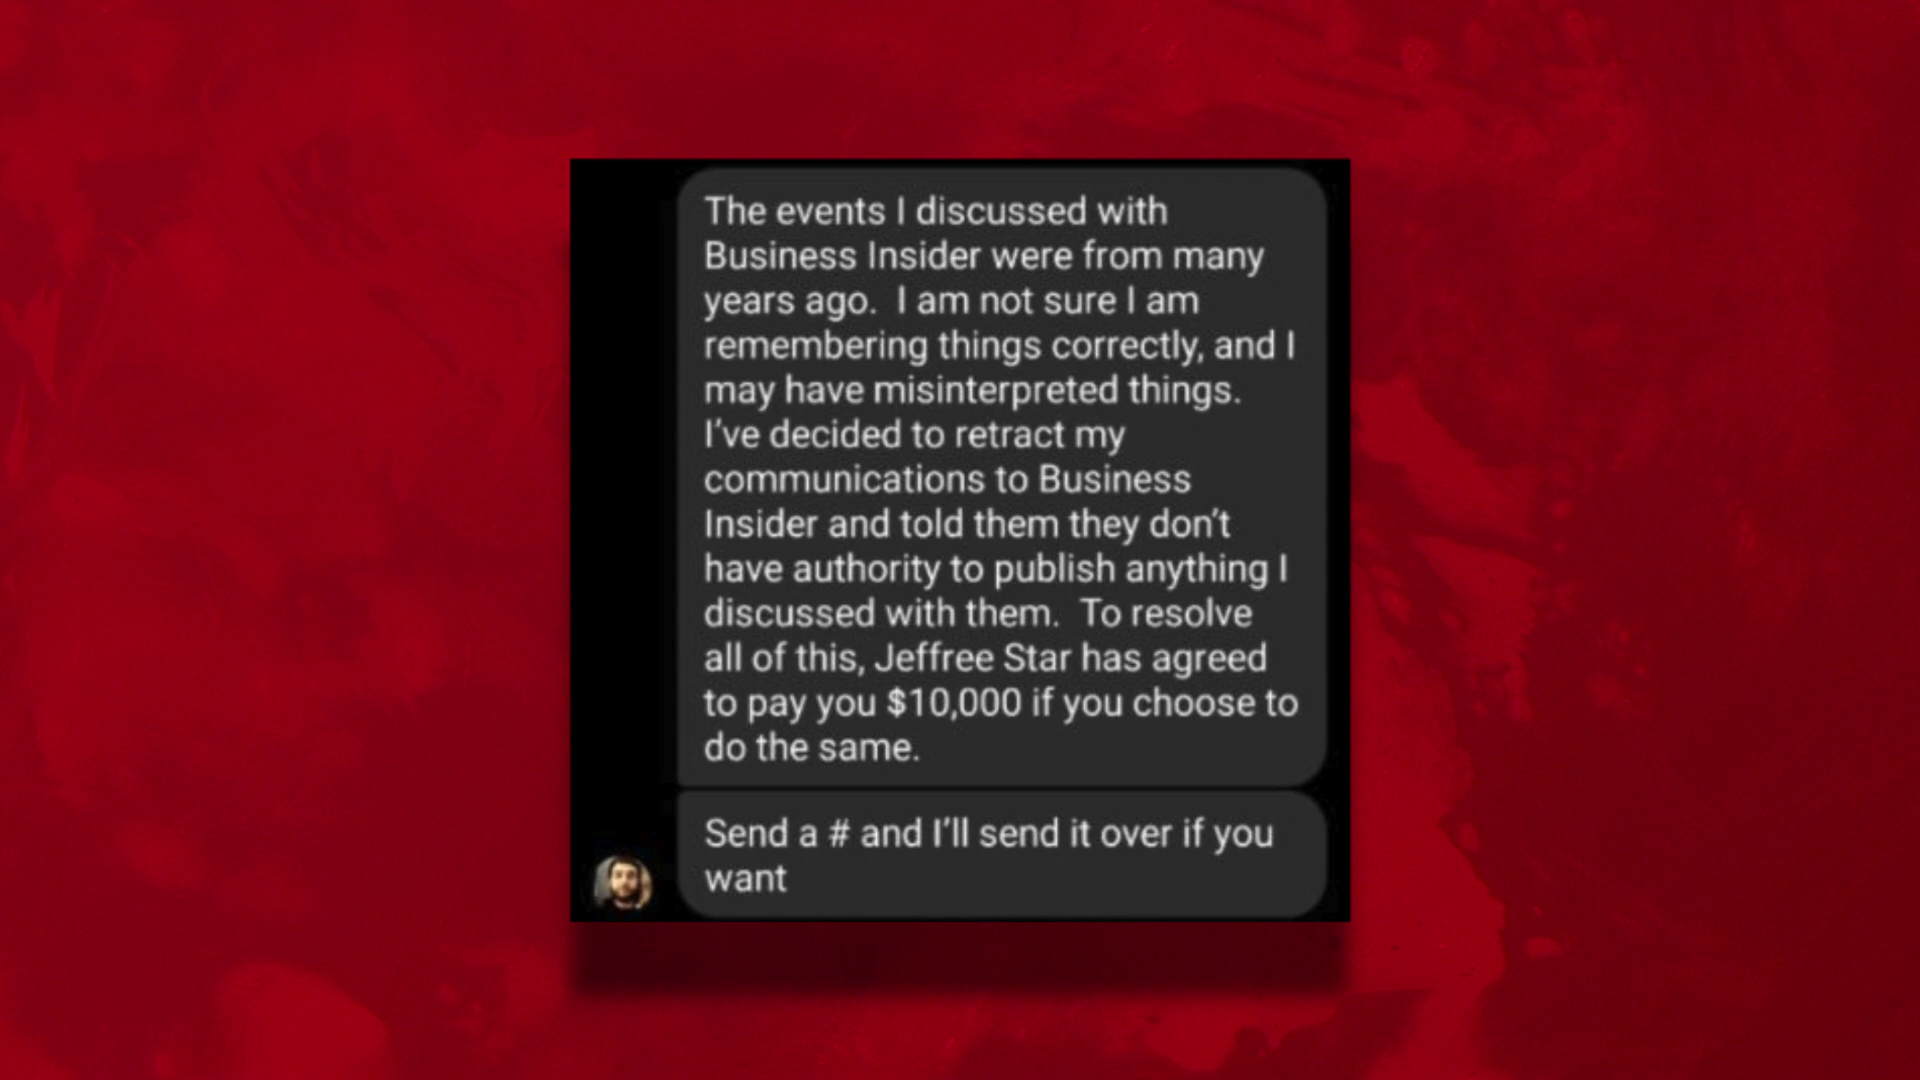 The events I discussed with
Business Insider were from many
years ago.  I am not sure I am
remembering things correctly, and I
may have misinterpreted things.
I’ve decided to retract my
communications to Business
Insider and told them they don’t
have authority to publish anything I
discussed with them.  To resolve
all of this, Jeffree Star has agreed
to pay you $10,000 if you choose to
do the same.
Send a # and I’ll send it over if you
want